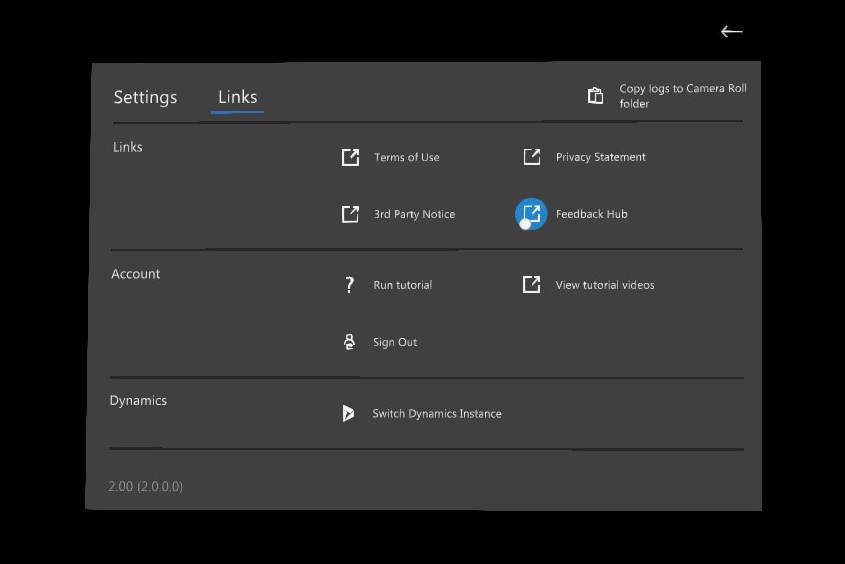 Settings
Links
Copy logs to Camera Roll
folder
Links
Terms of Use
Privacy Statement
3rd Party Notice
Feedback Hub
Account
Run tutorial
View tutorial videos
Sign Out
Dynamics
Switch Dynamics Instance
2.00 (2.0.0.0)